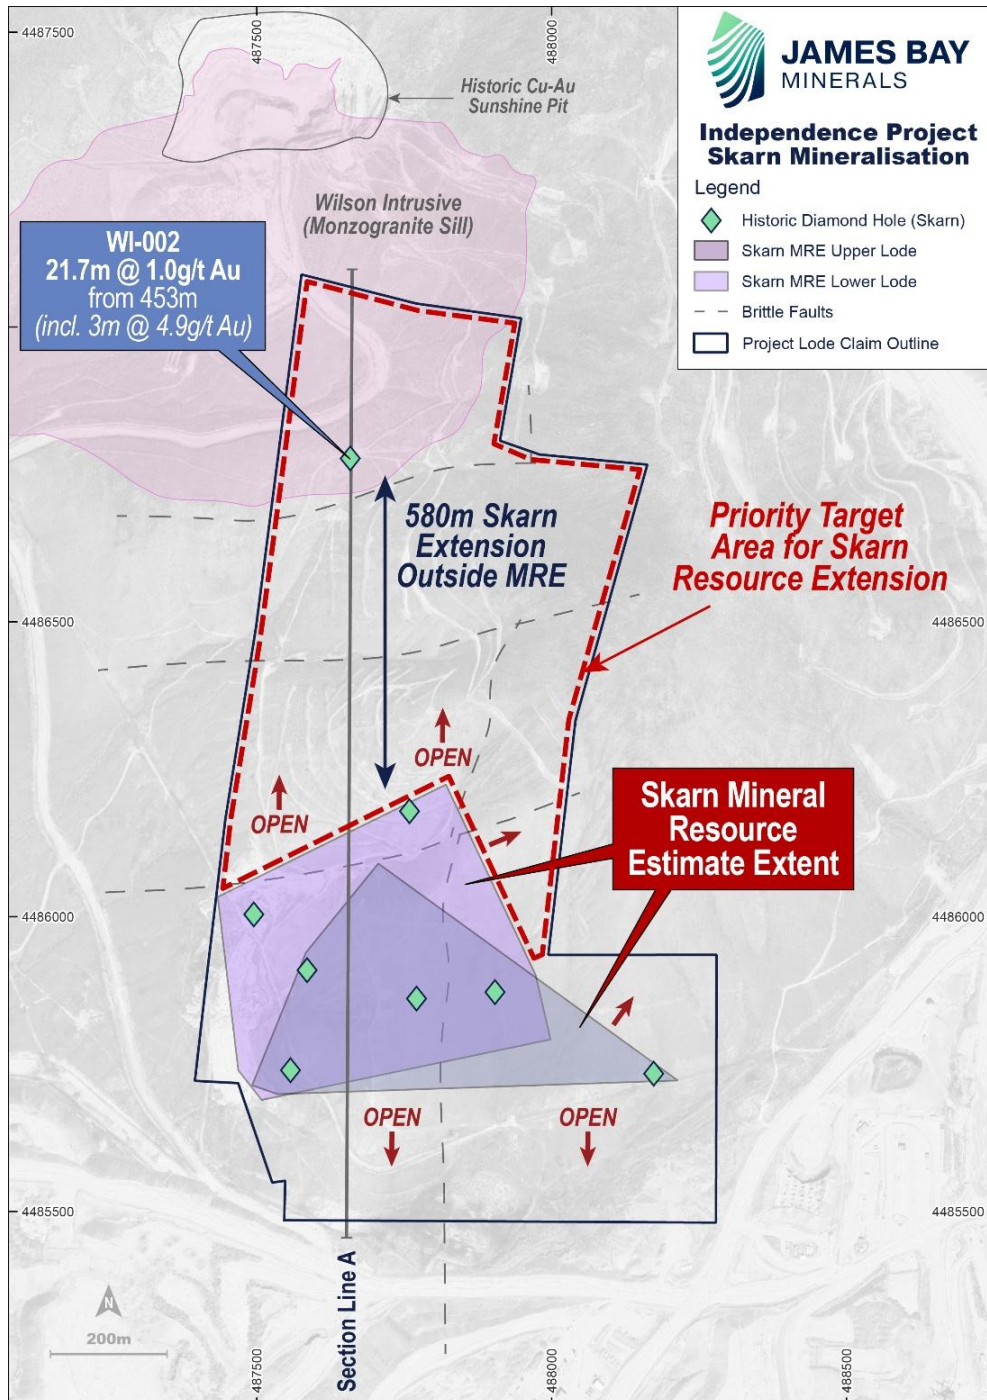 487500
488000
4487500
JAMES BAY
MINERALS
Independence Project
Skarn Mineralisation
Legend
Historic Diamond Hole (Skarn)
Skarn MRE Upper Lode
Skarn MRE Lower Lode
Brittle Faults
Project Lode Claim Outline
Historic Cu-Au
Sunshine Pit
Wilson Intrusive
(Monzogranite Sill)
WI-002
21.7m @ 1.0g/t Au
from 453m
(incl. 3m @ 4.9g/t Au)
580m Skarn
Extension
Outside MRE
Priority Target
Area for Skarn
Resource Extension
4486500
4486500
OPEN
OPEN
Skarn Mineral
Resource
Estimate Extent
4486000
4486000
OPEN
OPEN
4485500
4485500
Section Line A
N
200m
487500
488000
488500